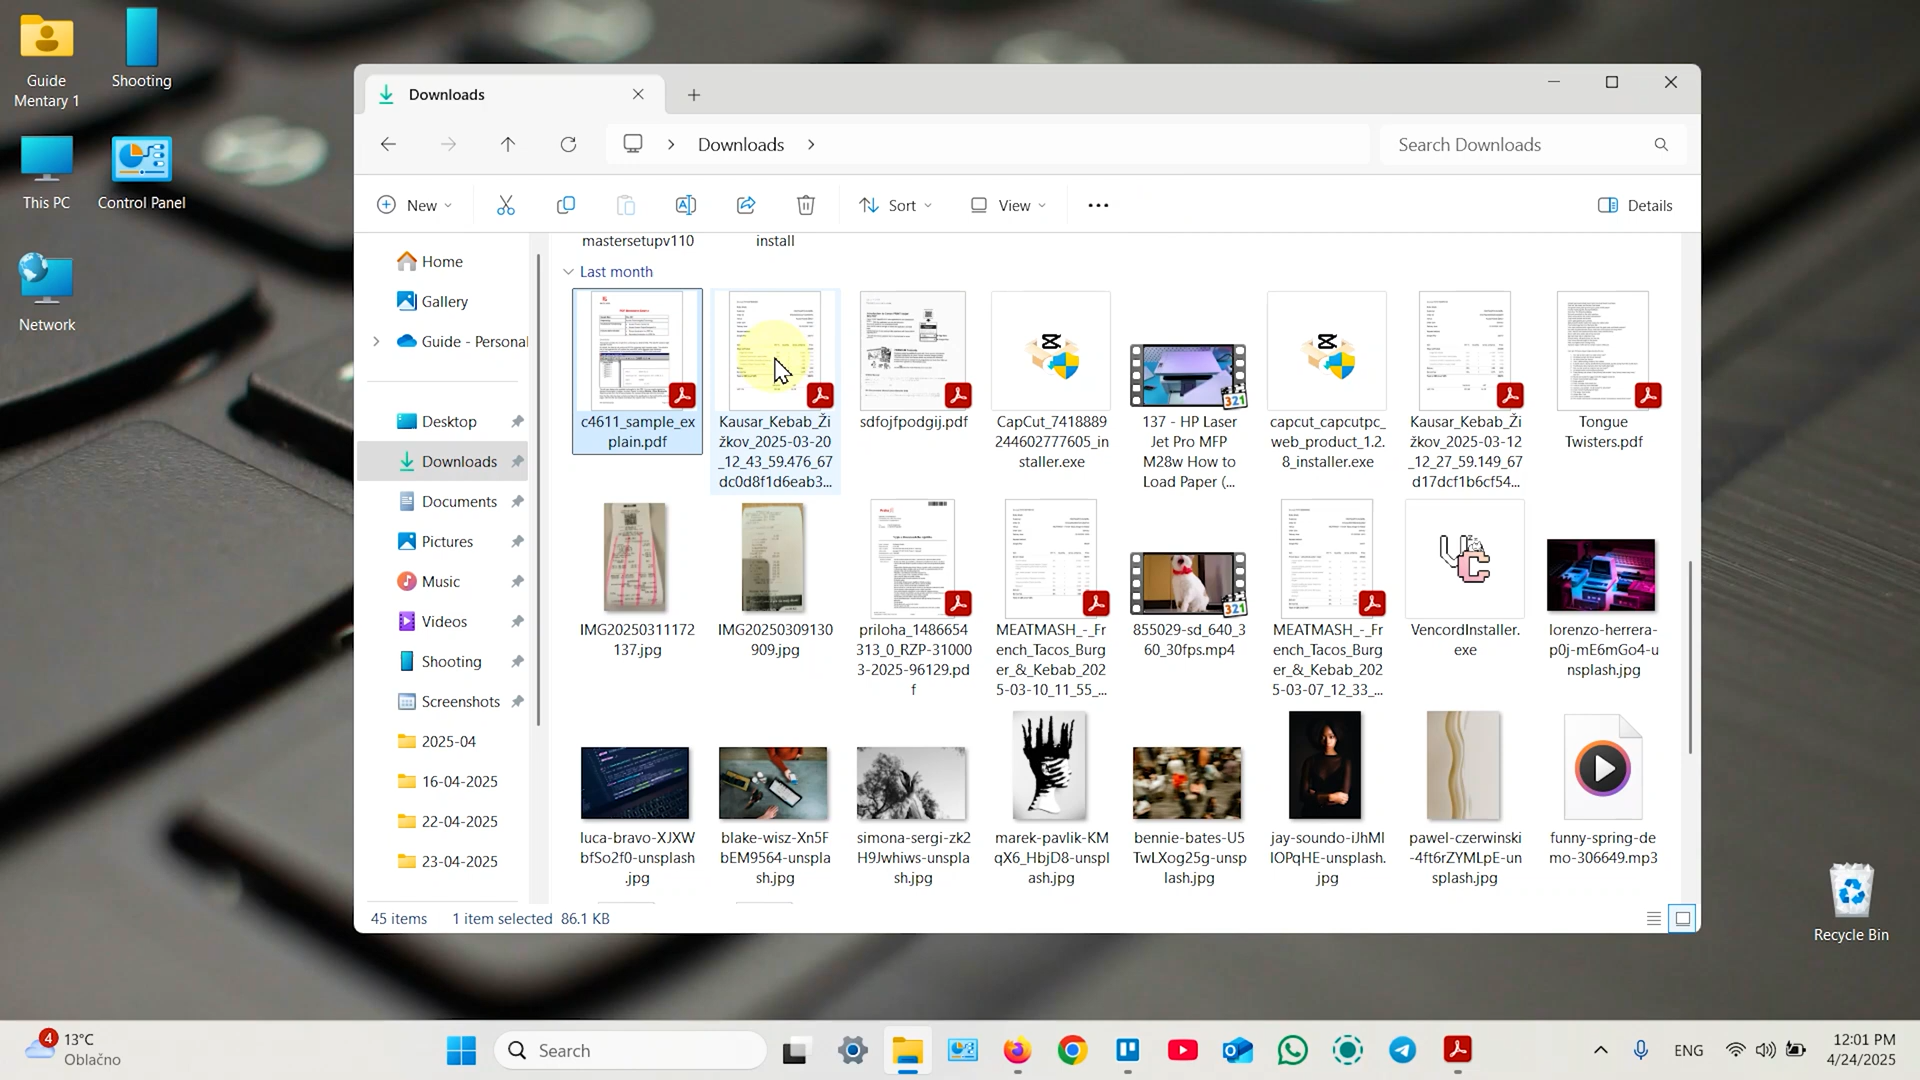 Guide
Mentary 1
Shooting
This PC
Control Panel
Network
Downloads
Downloads
Search Downloads
New
Sort
View
Details
Home
Gallery
Guide - Personal
Desktop
Downloads
Documents
Pictures
Music
Videos
Shooting
Screenshots
2025-04
16-04-2025
22-04-2025
23-04-2025
mastersetupv110
install
Last month
c4611_sample_ex
plain.pdf
Kausar_Kebab_Ži
žkov_2025-03-20
_12_43_59.476_67
dc0d8f1d6eab3...
sdfojfpodgij.pdf
CapCut_7418889
244602777605_in
staller.exe
137 - HP Laser
Jet Pro MFP
M28w How to
Load Paper (...
capcut_capcutpc_
web_product_1.2.
8_installer.exe
Kausar_Kebab_Ži
žkov_2025-03-12
_12_27_59.149_67
d17dcf1b6cf54...
Tongue
Twisters.pdf
IMG20250311172
137.jpg
IMG20250309130
909.jpg
priloha_1486654
313_0_RZP-31000
3-2025-96129.pd
f
MEATMASH_-_Fr
ench_Tacos_Burg
er_&_Kebab_202
5-03-10_11_55_...
855029-sd_640_3
60_30fps.mp4
MEATMASH_-_Fr
ench_Tacos_Burg
er_&_Kebab_202
5-03-07_12_33_...
VencordInstaller.
exe
lorenzo-herrera-
p0j-mE6mGo4-u
nsplash.jpg
luca-bravo-XJXW
bfSo2f0-unsplash
.jpg
blake-wisz-Xn5F
bEM9564-unspla
sh.jpg
simona-sergi-zk2
H9Jwhiws-unspla
sh.jpg
marek-pavlik-KM
qX6_HbjD8-unspl
ash.jpg
bennie-bates-U5
TwLXog25g-unsp
lash.jpg
jay-soundo-iJhMl
lOPqHE-unsplash.
jpg
pawel-czerwinski
-4ft6rZYMLpE-un
splash.jpg
funny-spring-de
mo-306649.mp3
45 items
1 item selected 86.1 KB
Recycle Bin
4
13°C
Oblačno
Search
ENG
12:01 PM
4/24/2025